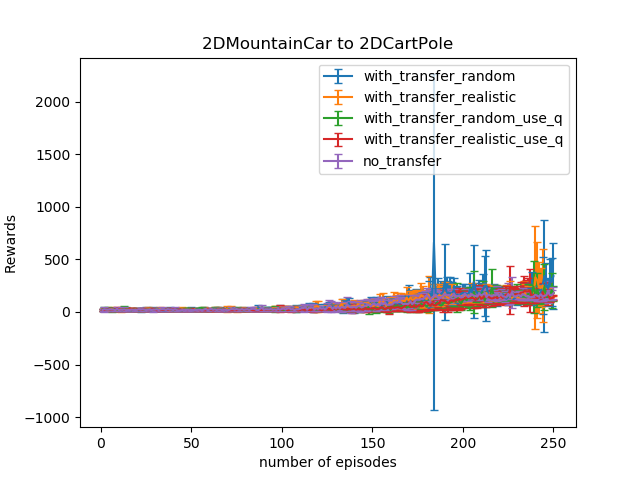 2DMountainCar to 2DCartPole
with_transfer_random
with_transfer_realistic
with_transfer_random_use_q
with_transfer_realistic_use_q
no_transfer
Rewards
2000
1500
1000
500
0
−500
−1000
0
50
100
150
200
250
number of episodes